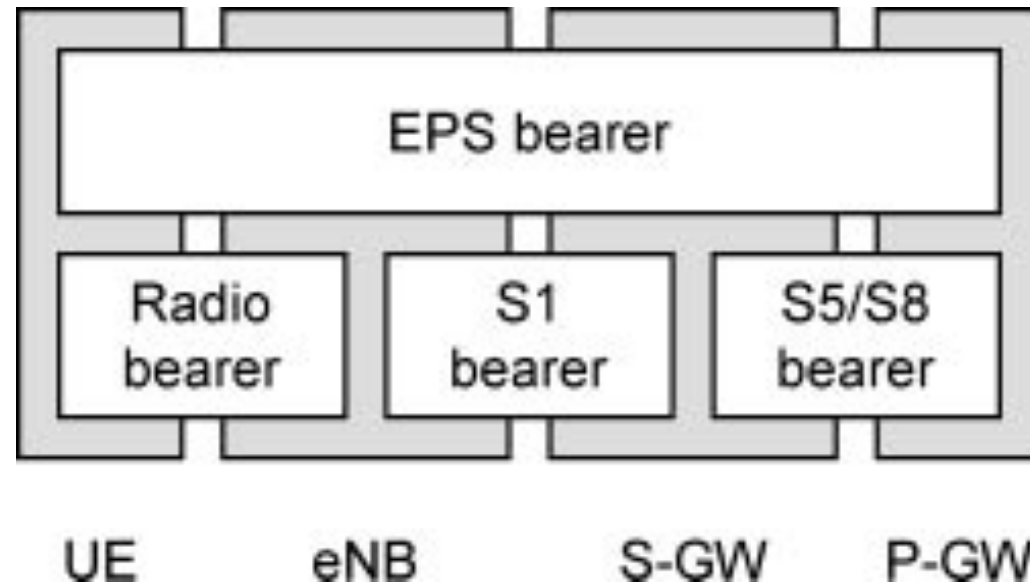 EPS bearer
Radio
bearer
S1
bearer
S5/S8
bearer
UE
eNB
S-GW
P-GW